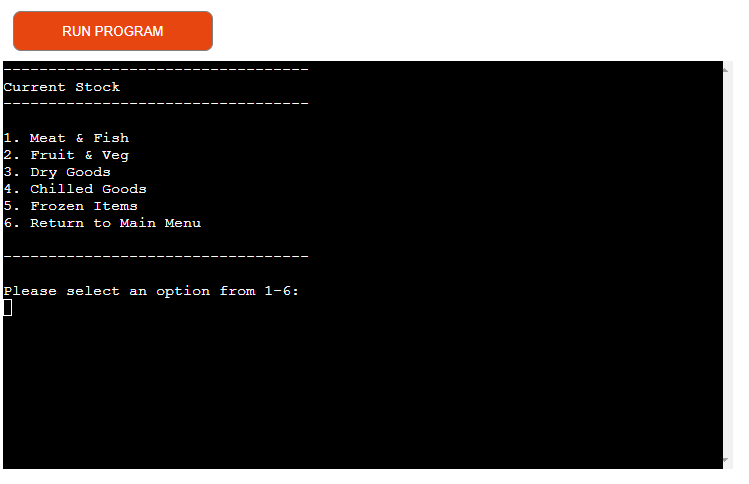 RUN PROGRAM
----------------------------------
Current Stock
----------------------------------
1. Meat & Fish
2. Fruit & Veg
3. Dry Goods
4. Chilled Goods
5. Frozen Items
6. Return to Main Menu
----------------------------------
Please select an option from 1-6: